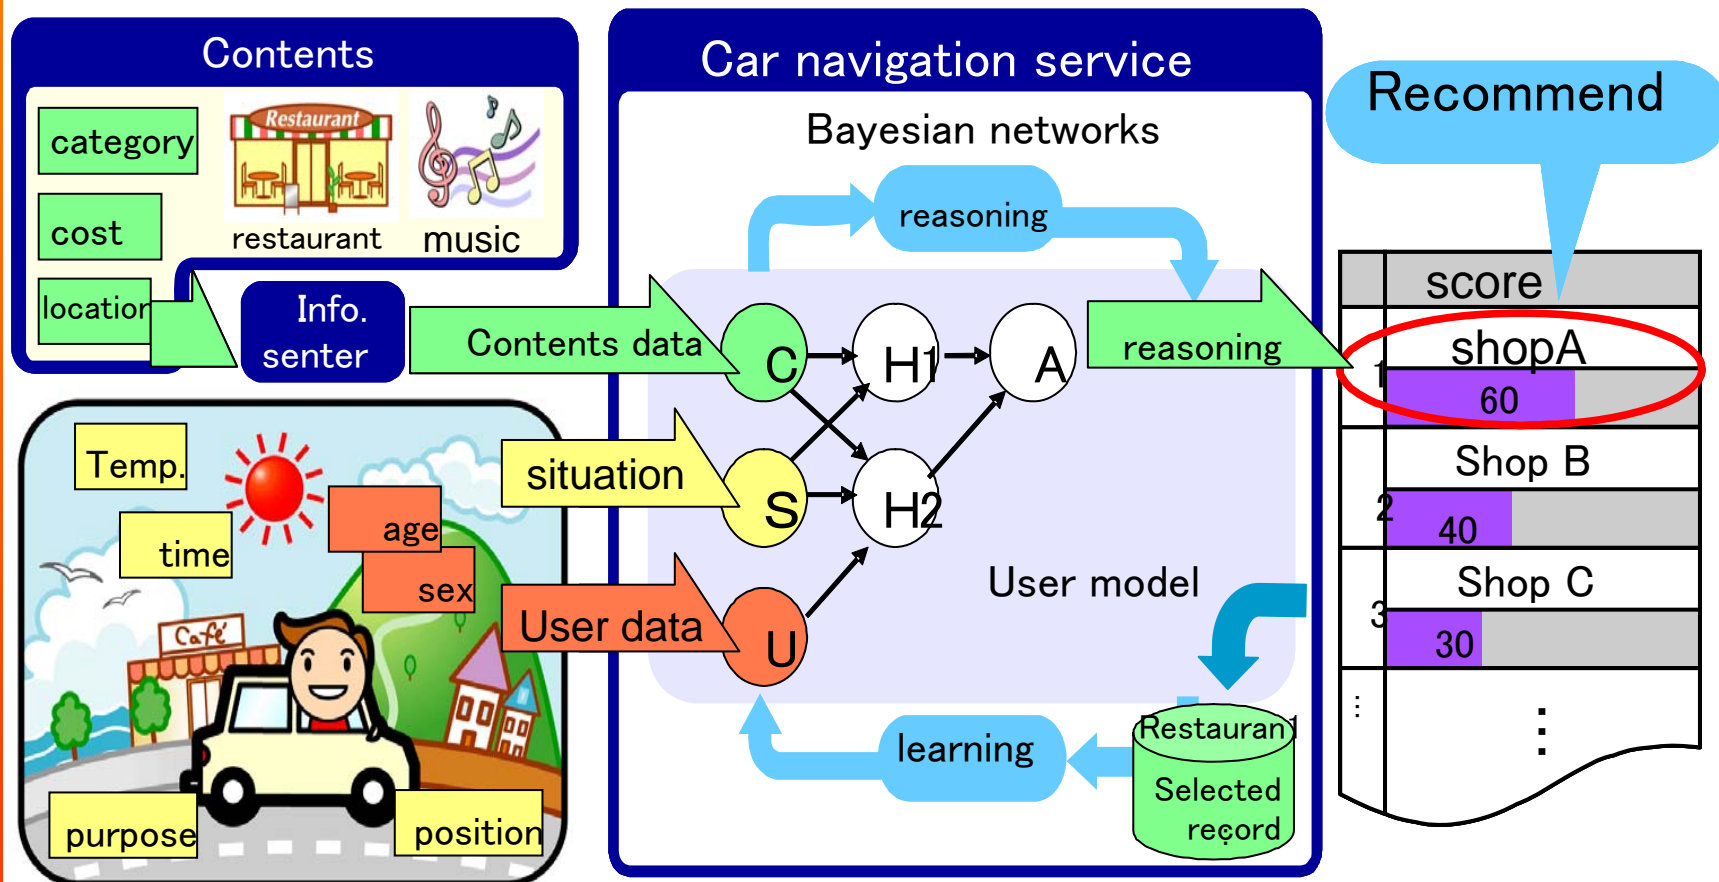 Contents
category
cost
location
Restaurant
restaurant
music
Info.
senter
Temp.
time
age
sex
Café
purpose
position
Car navigation service
Bayesian networks
reasoning
Contents data
situation
User data
C
H1
A
S
H2
U
reasoning
User model
learning
Restaurant
Selected
record
:
Recommend
score
1
shopA
60
2
Shop B
40
3
Shop C
30
⋮
⋮